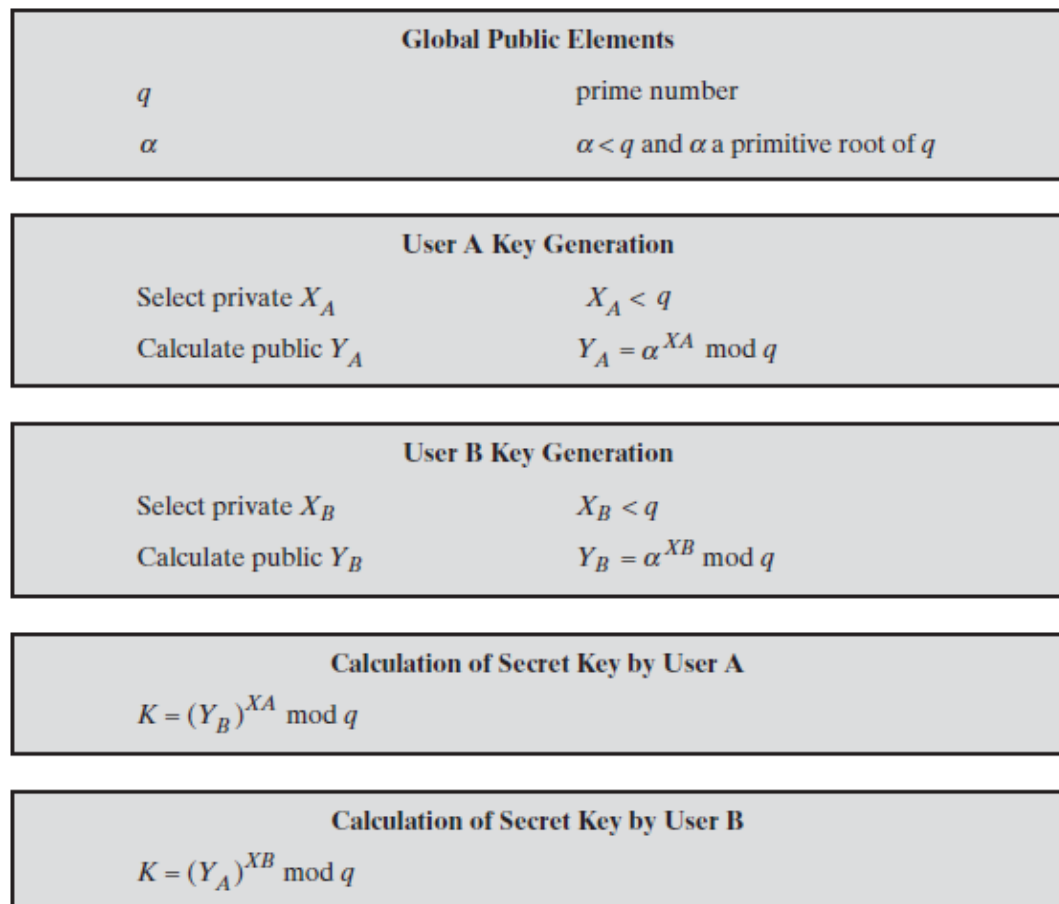 Global Public Elements
q prime number
α α < q and α a primitive root of q
User A Key Generation
Select private X_A X_A < q
Calculate public Y_A Y_A = α^{XA} mod q
User B Key Generation
Select private X_B X_B < q
Calculate public Y_B Y_B = α^{XB} mod q
Calculation of Secret Key by User A
K = (Y_B)^{XA} mod q
Calculation of Secret Key by User B
K = (Y_A)^{XB} mod q